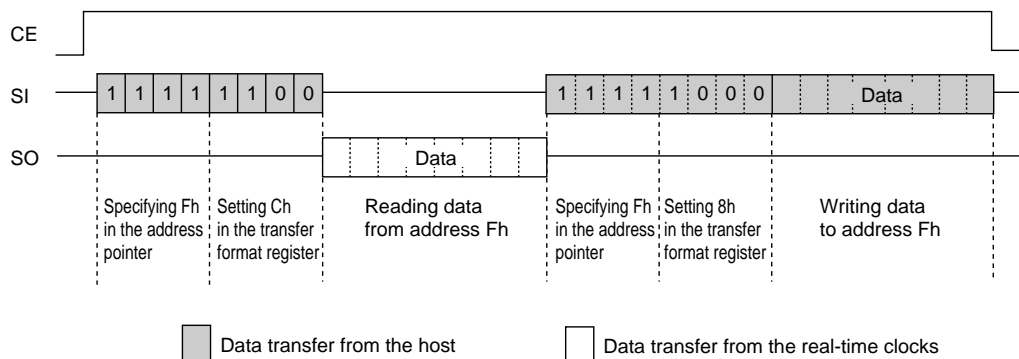 CE
SI
1 1 1 1 1 1 0 0
1 1 1 1 1 0 0 0
Data
SO
Data
Specifying Fh
in the address
pointer
Setting Ch
in the transfer
format register
Reading data
from address Fh
Specifying Fh
in the address
pointer
Setting 8h
in the transfer
format register
Writing data
to address Fh
Data transfer from the host
Data transfer from the real-time clocks